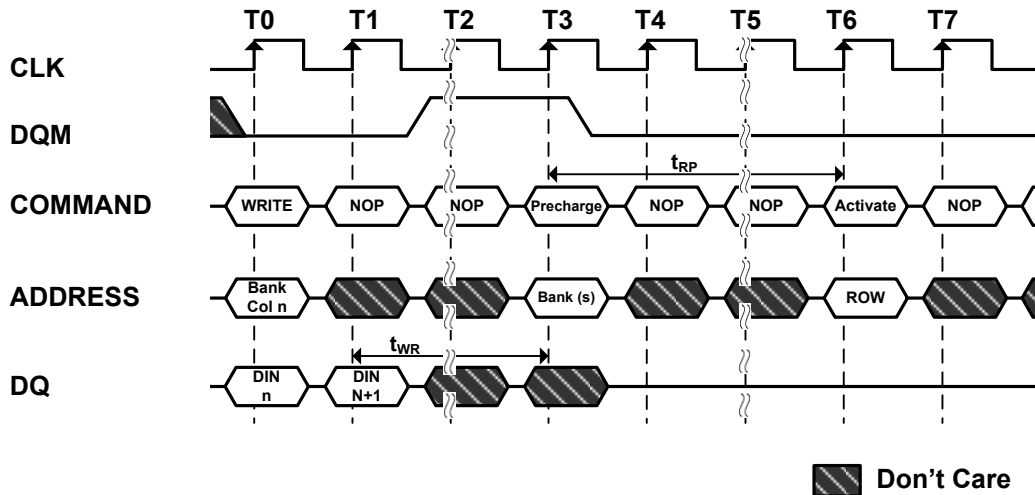 T0 T1 T2 T3 T4 T5 T6 T7
CLK
DQM
tRP
COMMAND WRITE NOP NOP Precharge NOP NOP Activate NOP
ADDRESS Bank Col n Bank (s) ROW
tWR
DQ DIN n DIN N+1
Don't Care